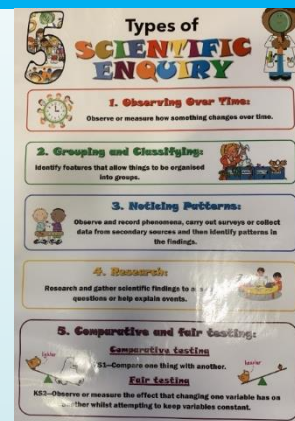 5 Types of
SCIENTIFIC
ENQUIRY
1. Observing Over Time:
Observe or measure how something changes over time.
2. Grouping and Classifying:
Identify features that allow things to be organised
into groups.
3. Noticing Patterns:
Observe and record phenomena, carry out surveys or collect
data from secondary sources and then identify patterns in
the findings.
4. Research:
Research and gather scientific findings to
questions or help explain events.
5. Comparative and fair testing:
Comparative testing
KS1—Compare one thing with another.
Fair testing
KS2—Observe or measure the effect that changing one variable has on
another whilst attempting to keep variables constant.
lighter
heavier